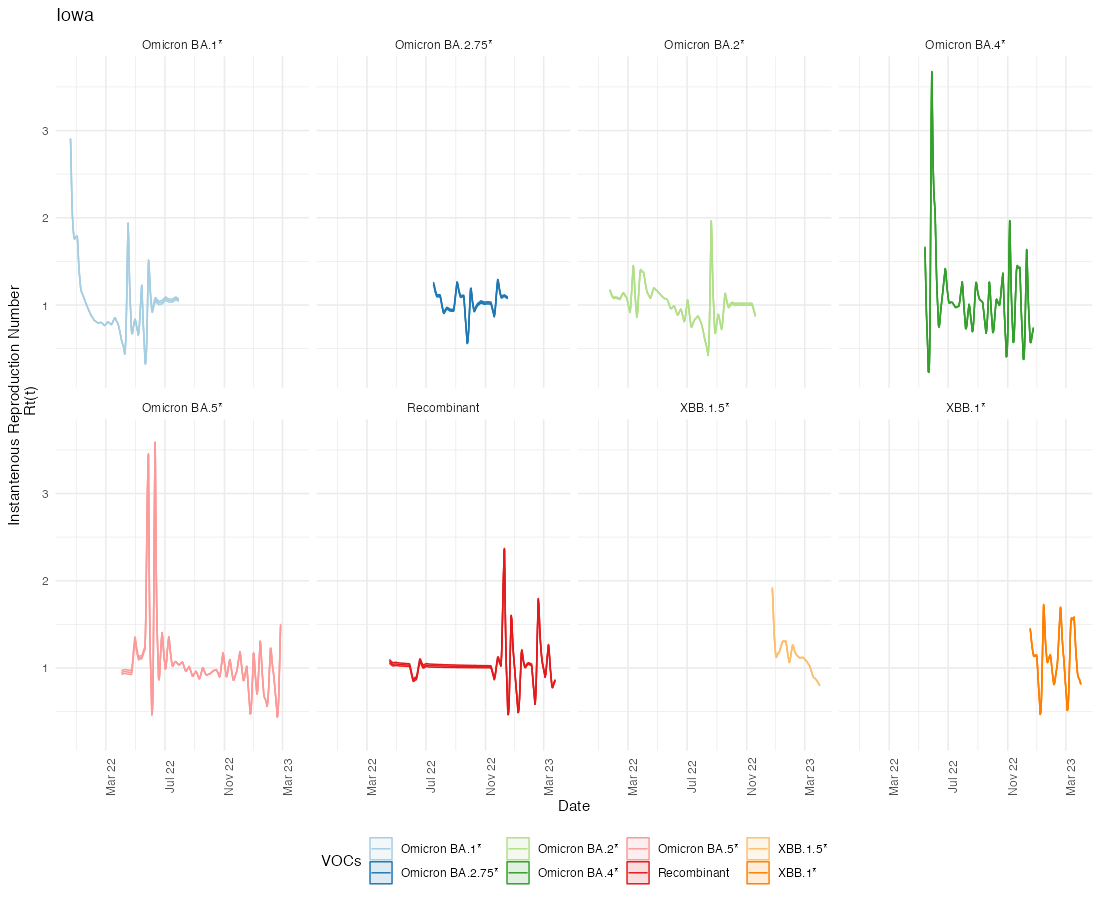 Iowa
Omicron BA.1*
Omicron BA.2.75*
Omicron BA.2*
Omicron BA.4*
3
2
1
Omicron BA.5*
Recombinant
XBB.1.5*
XBB.1*
3
2
1
Instantenous Reproduction Number
Rt(t)
Mar 22
Jul 22
Nov 22
Mar 23
Mar 22
Jul 22
Nov 22
Mar 23
Mar 22
Jul 22
Nov 22
Mar 23
Mar 22
Jul 22
Nov 22
Mar 23
Date
VOCs
Omicron BA.1*
Omicron BA.2*
Omicron BA.5*
XBB.1.5*
Omicron BA.2.75*
Omicron BA.4*
Recombinant
XBB.1*